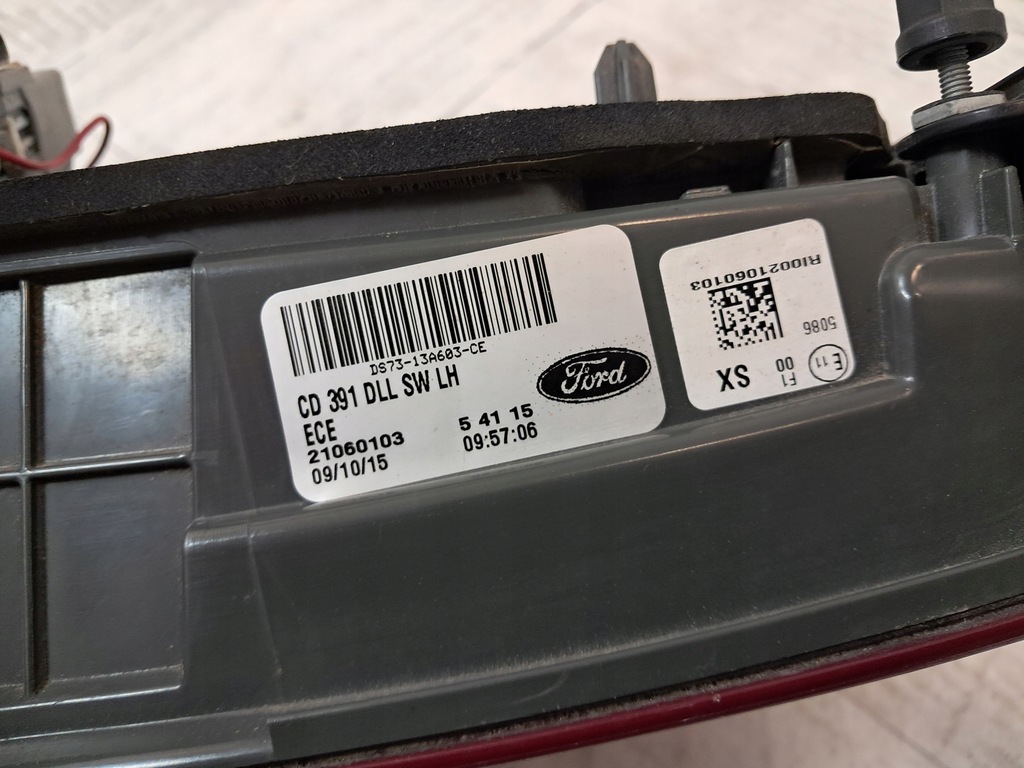 DS73-13A603-CE
CD 391 DLL SW LH
ECE
21060103
5 41 15
09/10/15
09:57:06
Ford
RI0021060103
5086
SX
F1
00
E 11